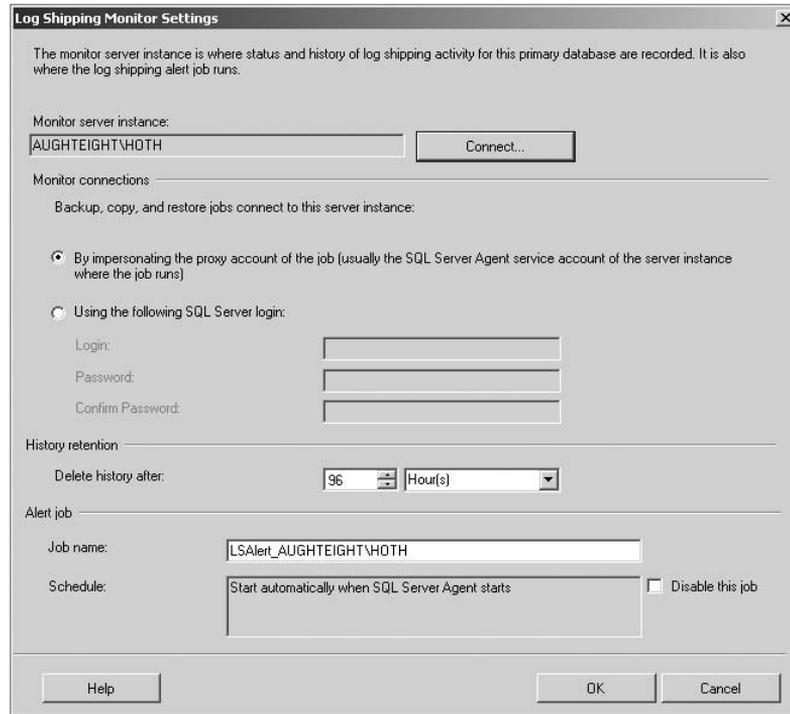 Log Shipping Monitor Settings
The monitor server instance is where status and history of log shipping activity for this primary database are recorded. It is also
where the log shipping alert job runs.
Monitor server instance:
AUGHTEIGHT\HOTH
Connect...
Monitor connections
Backup, copy, and restore jobs connect to this server instance:
By impersonating the proxy account of the job (usually the SQL Server Agent service account of the server instance
where the job runs)
Using the following SQL Server login:
Login:
Password:
Confirm Password:
History retention
Delete history after:
96
Hour(s)
Alert job
Job name:
LSAlert_AUGHTEIGHT\HOTH
Schedule:
Start automatically when SQL Server Agent starts
Disable this job
Help
OK
Cancel